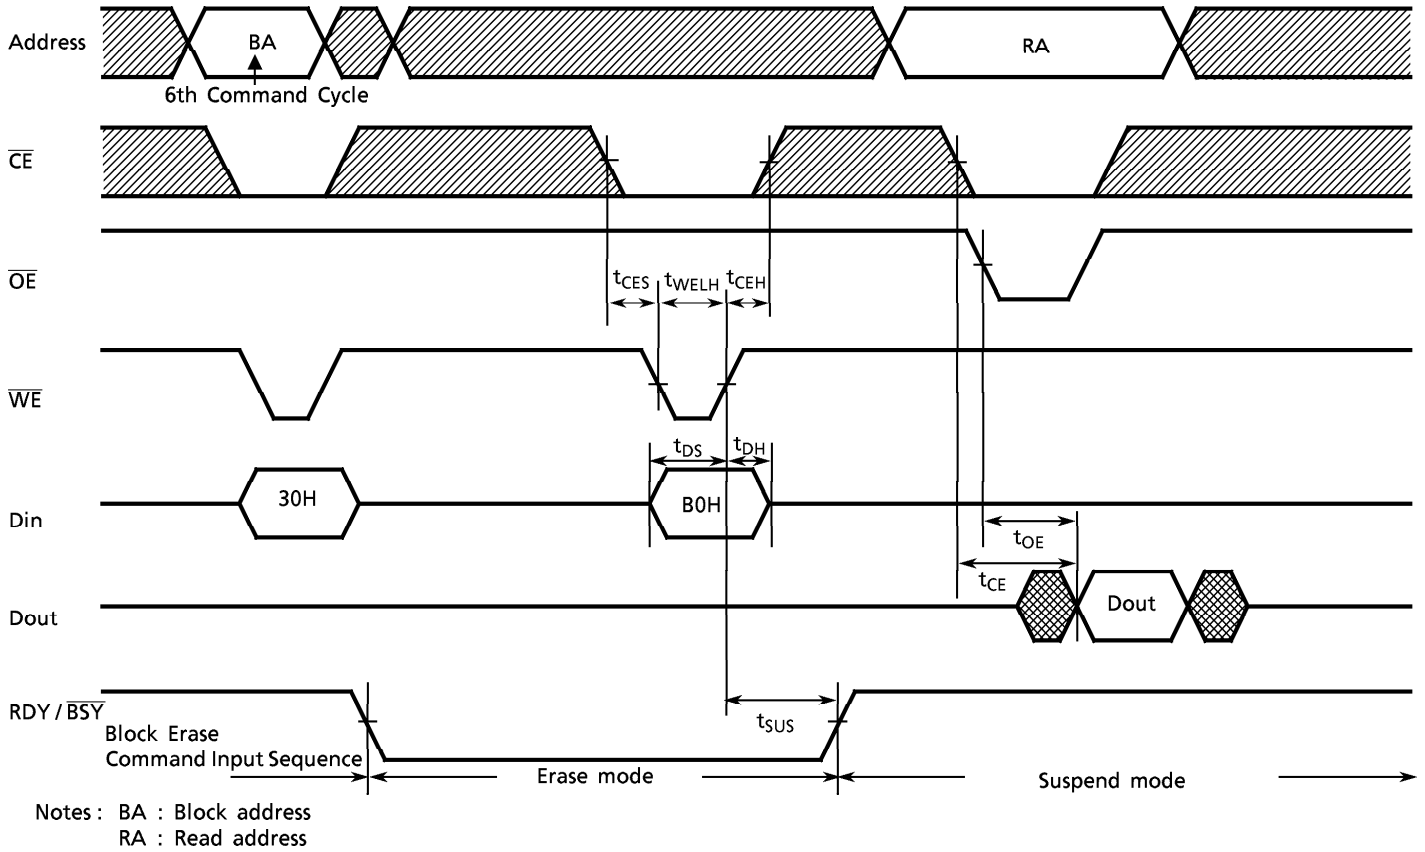 Address
BA
RA
6th Command Cycle
CE
OE
tCES
tWELH
tCEH
WE
tDS
tDH
30H
B0H
Din
tOE
tCE
Dout
Dout
RDY / BSY
tSUS
Block Erase
Command Input Sequence
Erase mode
Suspend mode
Notes : BA : Block address
RA : Read address